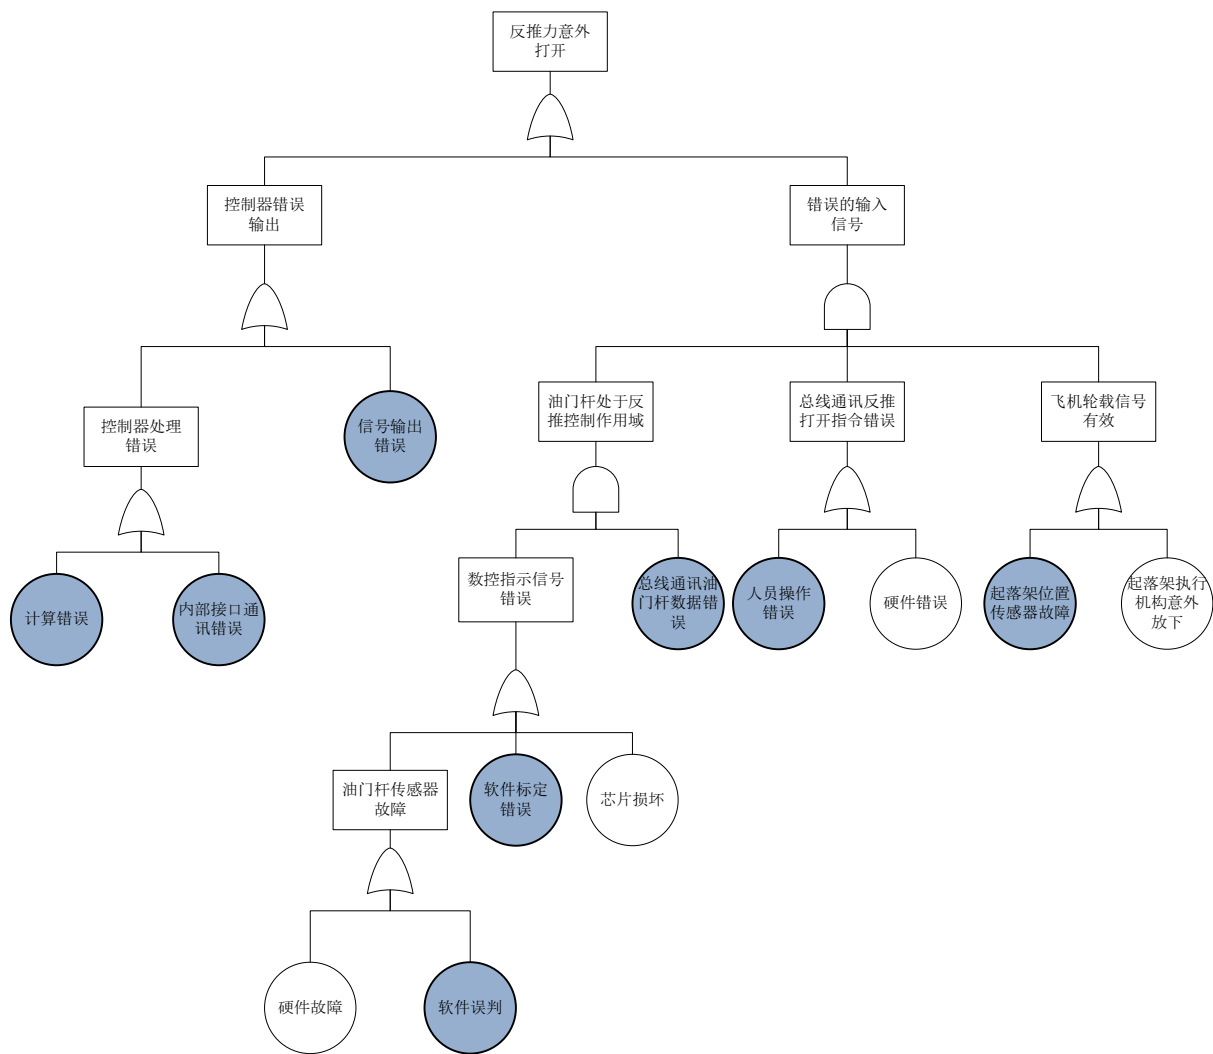 反推力意外
打开
控制器错误
输出
错误的输入
信号
控制器处理
错误
信号输出
错误
油门杆处于反
推控制作用域
总线通讯反推
打开指令错误
飞机轮载信号
有效
计算错误
内部接口通
讯错误
数控指示信号
错误
总线通讯油
门杆数据错
误
人员操作
错误
硬件错误
起落架位置
传感器故障
起落架执行
机构意外
放下
油门杆传感器
故障
软件标定
错误
芯片损坏
硬件故障
软件误判